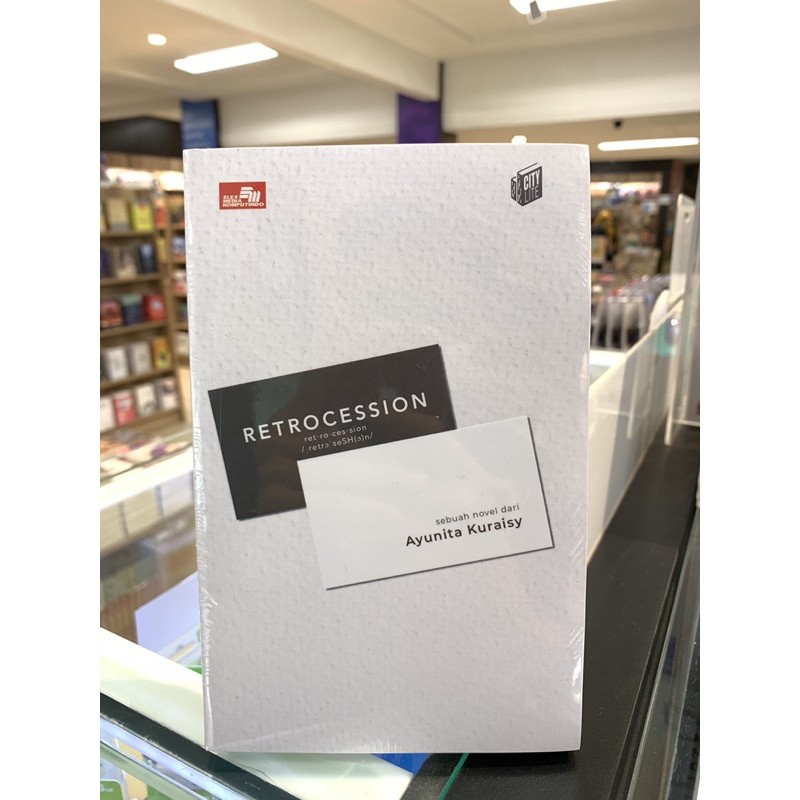 ELEX
MEDIA
KOMPUTINDO
CITY
LITE
RETROCESSION
ret·ro·ces·sion
/ˌretrəˈseSH(ə)n/
sebuah novel dari
Ayunita Kuraisy